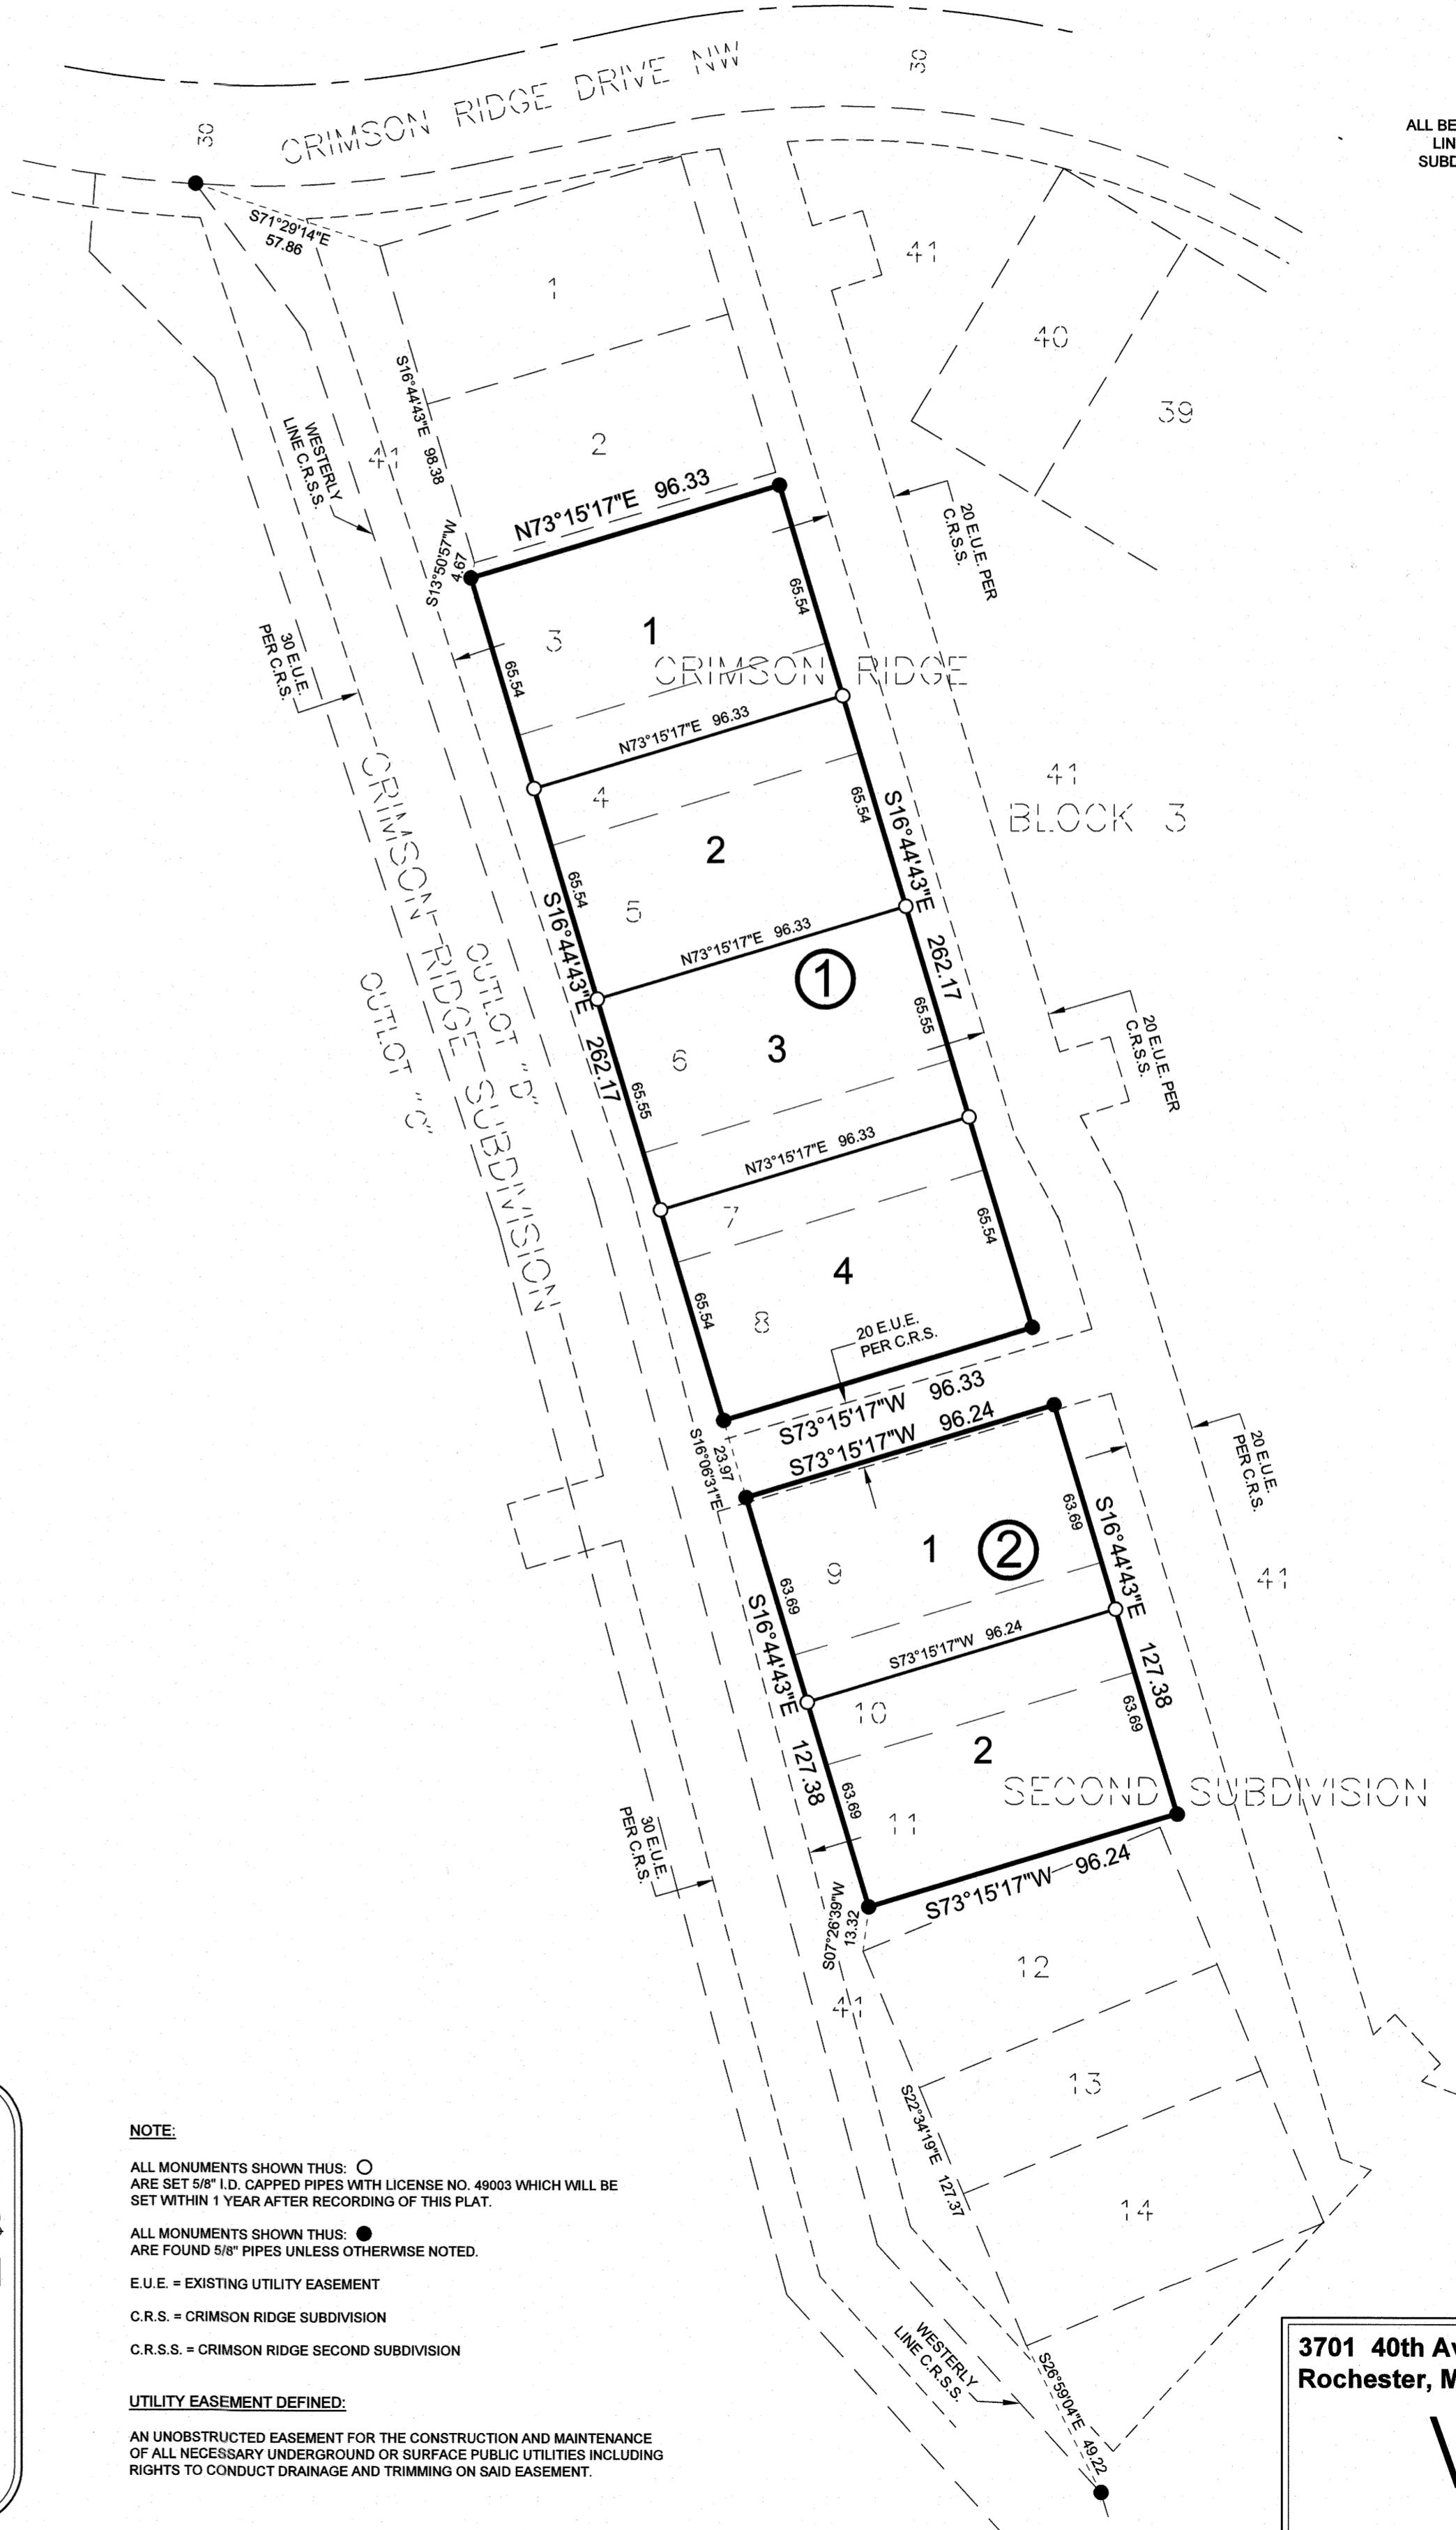 CRIMSON RIDGE DRIVE NW
30
30
ALL BE
LIN
SUBD
S71°29'14"E
57.86
1
41
40
39
S16°44'43"E 98.38
2
WESTERLY
LINE C.R.S.S.
41
N73°15'17"E 96.33
20 E.U.E. PER
C.R.S.S.
S13°50'57"W
4.67
65.54
3
1
CRIMSON RIDGE
30 E.U.E.
PER C.R.S.
65.54
N73°15'17"E 96.33
4
41
BLOCK 3
65.54
S16°44'43"E 262.17
2
65.54
5
S16°44'43"E 262.17
N73°15'17"E 96.33
1
CRIMSON RIDGE SUBDIVISION
OUTLOT "D"
OUTLOT "C"
65.55
3
6
65.55
20 E.U.E. PER
C.R.S.S.
N73°15'17"E 96.33
7
65.54
4
65.54
8
20 E.U.E.
PER C.R.S.
S73°15'17"W 96.33
S73°15'17"W 96.24
23.97
S16°06'31"E
20 E.U.E.
PER C.R.S.
63.69
S16°44'43"E 127.38
1
2
9
63.69
41
S16°44'43"E 127.38
S73°15'17"W 96.24
10
63.69
2
SECOND SUBDIVISION
63.69
11
30 E.U.E.
PER C.R.S.
S73°15'17"W 96.24
S07°26'39"W
13.32
12
41
13
S22°34'19"E 127.37
14
NOTE:
ALL MONUMENTS SHOWN THUS:
ARE SET 5/8" I.D. CAPPED PIPES WITH LICENSE NO. 49003 WHICH WILL BE
SET WITHIN 1 YEAR AFTER RECORDING OF THIS PLAT.
ALL MONUMENTS SHOWN THUS:
ARE FOUND 5/8" PIPES UNLESS OTHERWISE NOTED.
E.U.E. = EXISTING UTILITY EASEMENT
C.R.S. = CRIMSON RIDGE SUBDIVISION
C.R.S.S. = CRIMSON RIDGE SECOND SUBDIVISION
UTILITY EASEMENT DEFINED:
AN UNOBSTRUCTED EASEMENT FOR THE CONSTRUCTION AND MAINTENANCE
OF ALL NECESSARY UNDERGROUND OR SURFACE PUBLIC UTILITIES INCLUDING
RIGHTS TO CONDUCT DRAINAGE AND TRIMMING ON SAID EASEMENT.
WESTERLY
LINE C.R.S.S.
S26°59'04"E 49.22
3701 40th Av
Rochester, M